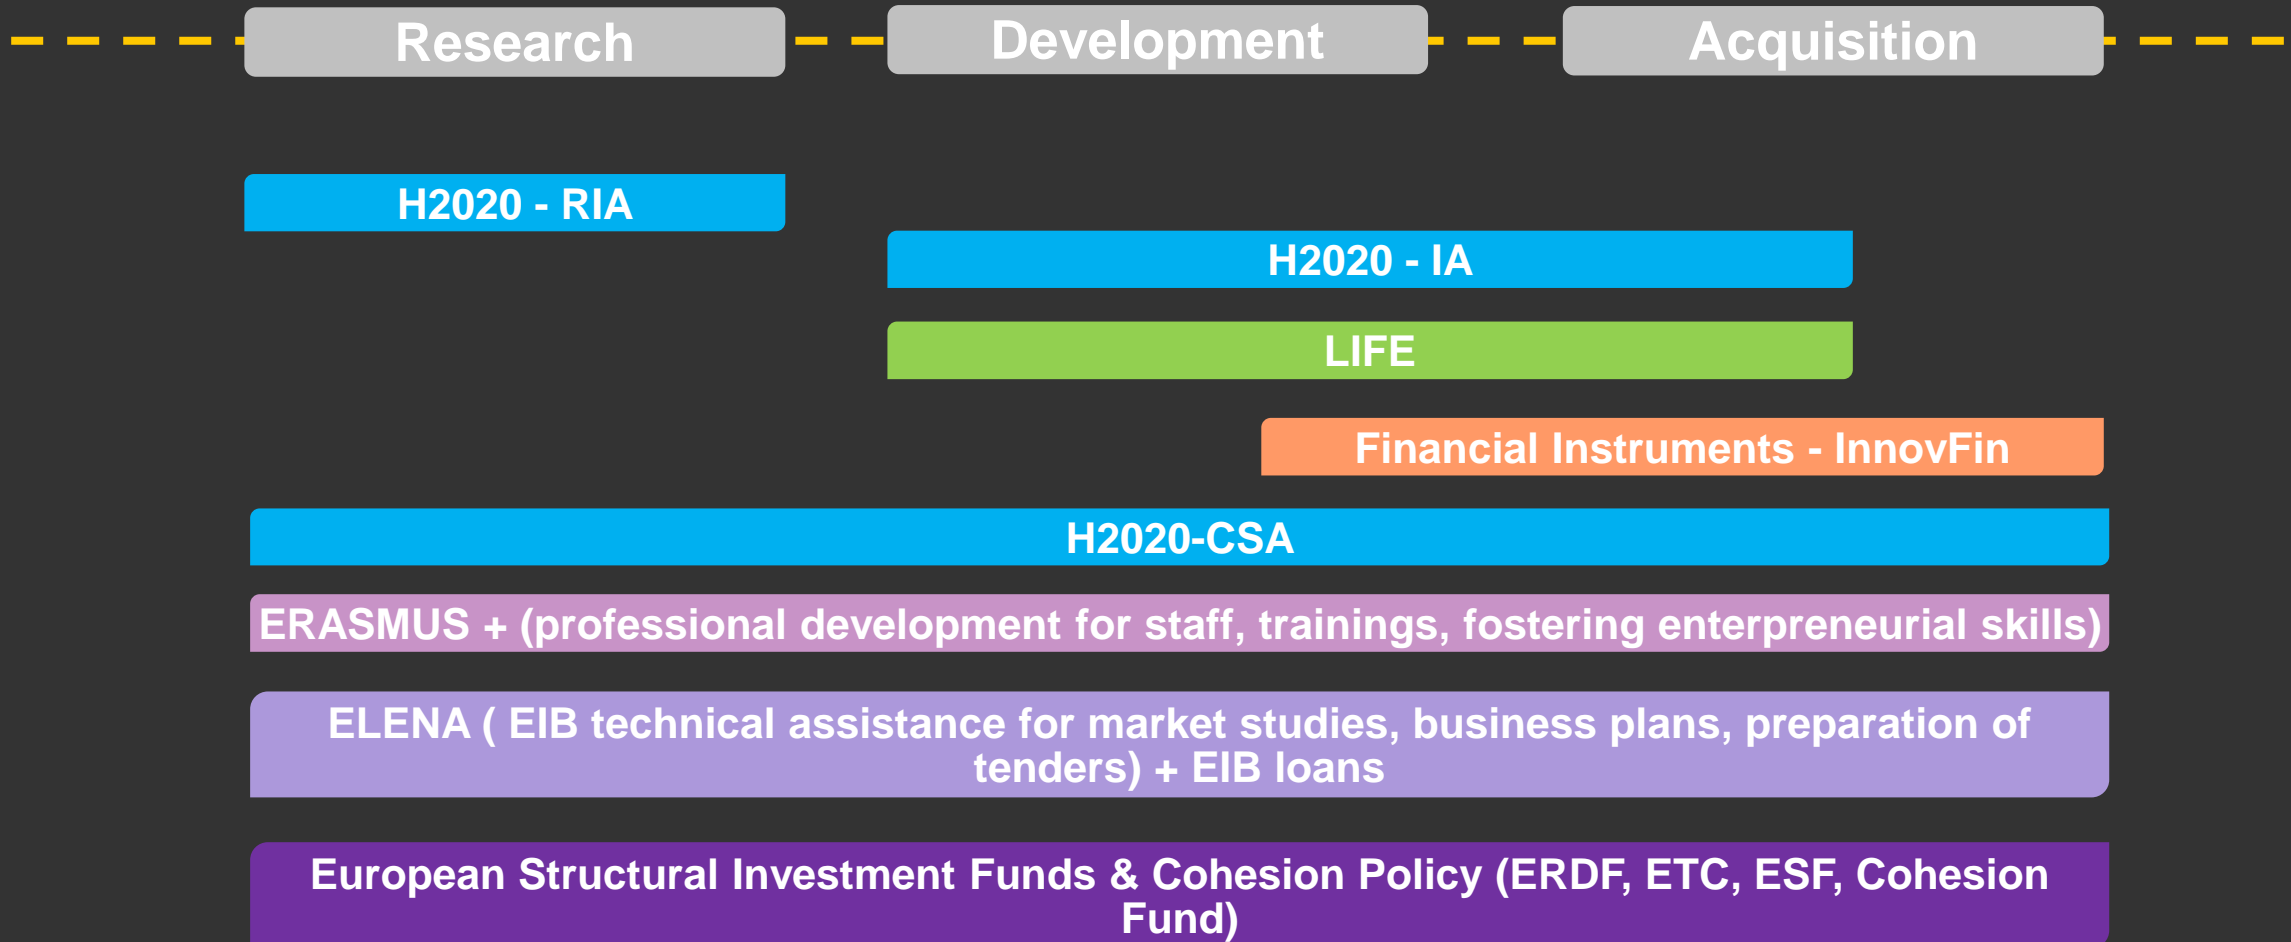 Research
Development
Acquisition
H2020 - RIA
H2020 - IA
LIFE
Financial Instruments - InnovFin
H2020-CSA
ERASMUS + (professional development for staff, trainings, fostering enterpreneurial skills)
ELENA ( EIB technical assistance for market studies, business plans, preparation of
tenders) + EIB loans
European Structural Investment Funds & Cohesion Policy (ERDF, ETC, ESF, Cohesion
Fund)